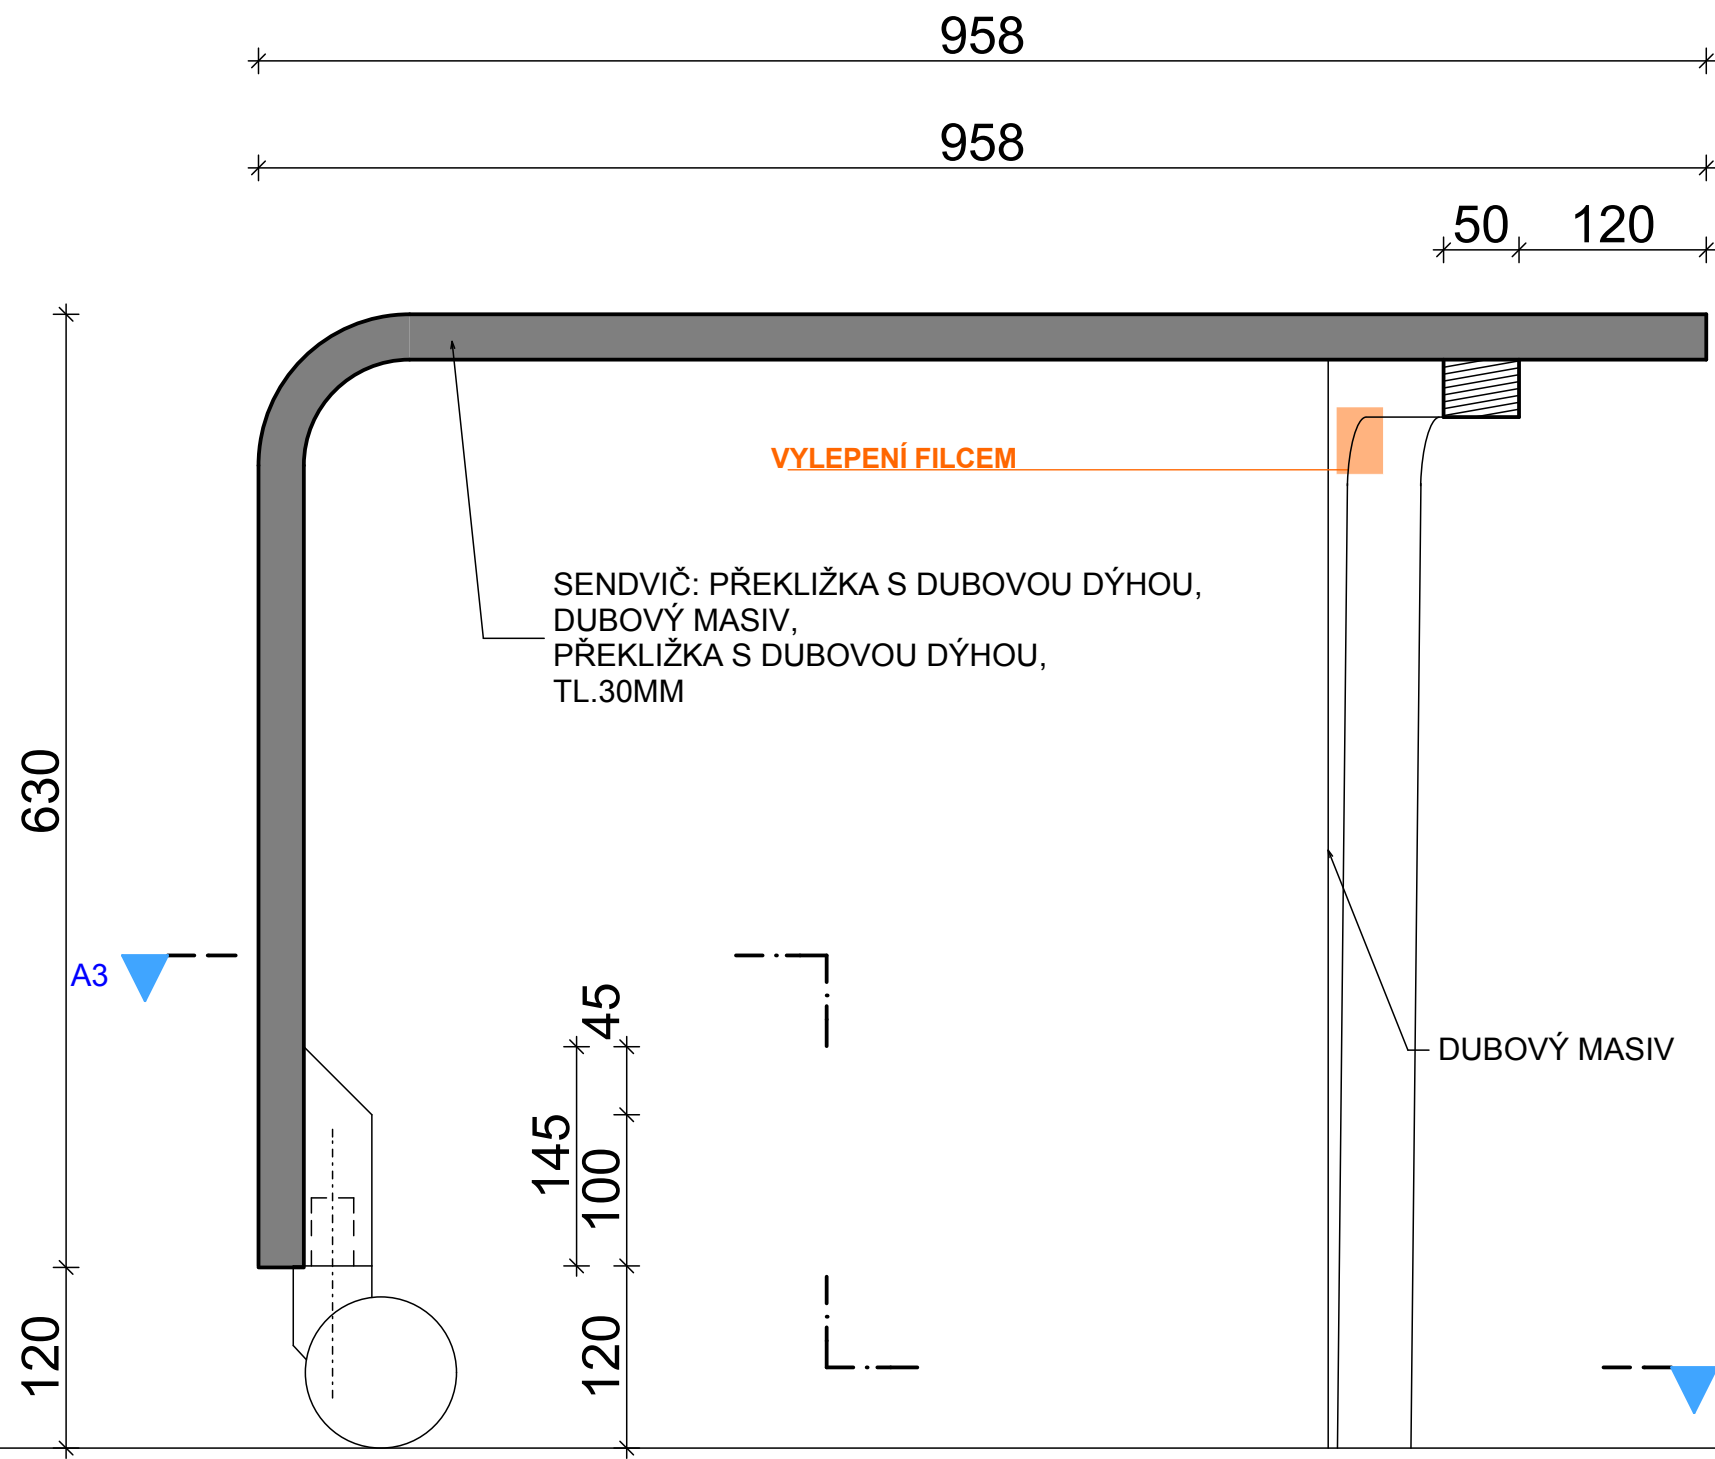 958
958
50 120
VYLEPENÍ FILCEM
SENDVIČ: PŘEKLIŽKA S DUBOVOU DÝHOU,
DUBOVÝ MASIV,
PŘEKLIŽKA S DUBOVOU DÝHOU,
TL.30MM
630
A3
45
DUBOVÝ MASIV
145
100
120
120